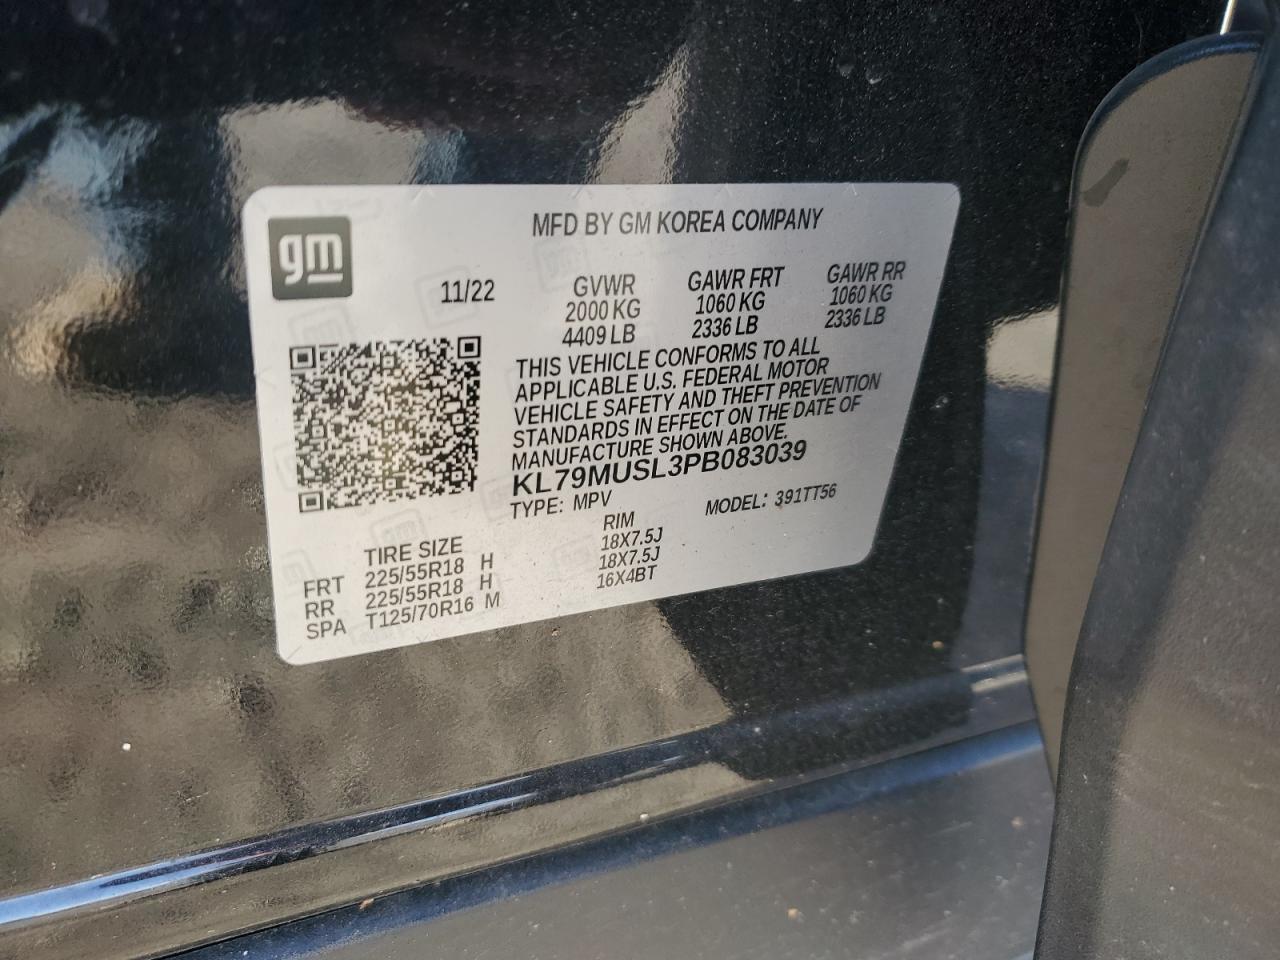 gm
MFD BY GM KOREA COMPANY
11/22
GVWR GAWR FRT GAWR RR
2000 KG 1060 KG 1060 KG
4409 LB 2336 LB 2336 LB
THIS VEHICLE CONFORMS TO ALL
APPLICABLE U.S. FEDERAL MOTOR
VEHICLE SAFETY AND THEFT PREVENTION
STANDARDS IN EFFECT ON THE DATE OF
MANUFACTURE SHOWN ABOVE.
KL79MUSL3PB083039
TYPE: MPV MODEL: 391TT56
TIRE SIZE RIM
FRT 225/55R18 H 18X7.5J
RR 225/55R18 H 18X7.5J
SPA T125/70R16 M 16X4BT